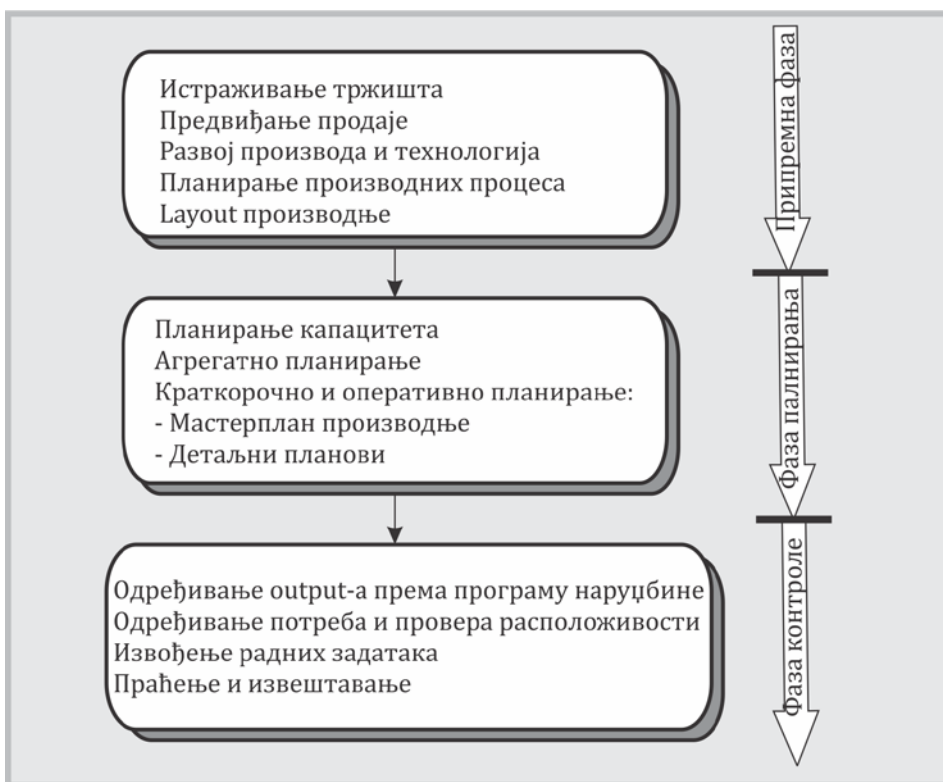 Истраживање тржишта
Предвиђање продаје
Развој производа и технологија
Планирање производних процеса
Layout производње
Припремна фаза
Планирање капацитета
Агрегатно планирање
Краткорочно и оперативно планирање:
- Мастерплан производње
- Детаљни планови
Фаза палнирања
Одређивање output-а према програму наруџбине
Одређивање потреба и провера расположивости
Извођење радних задатака
Праћење и извештавање
Фаза контроле